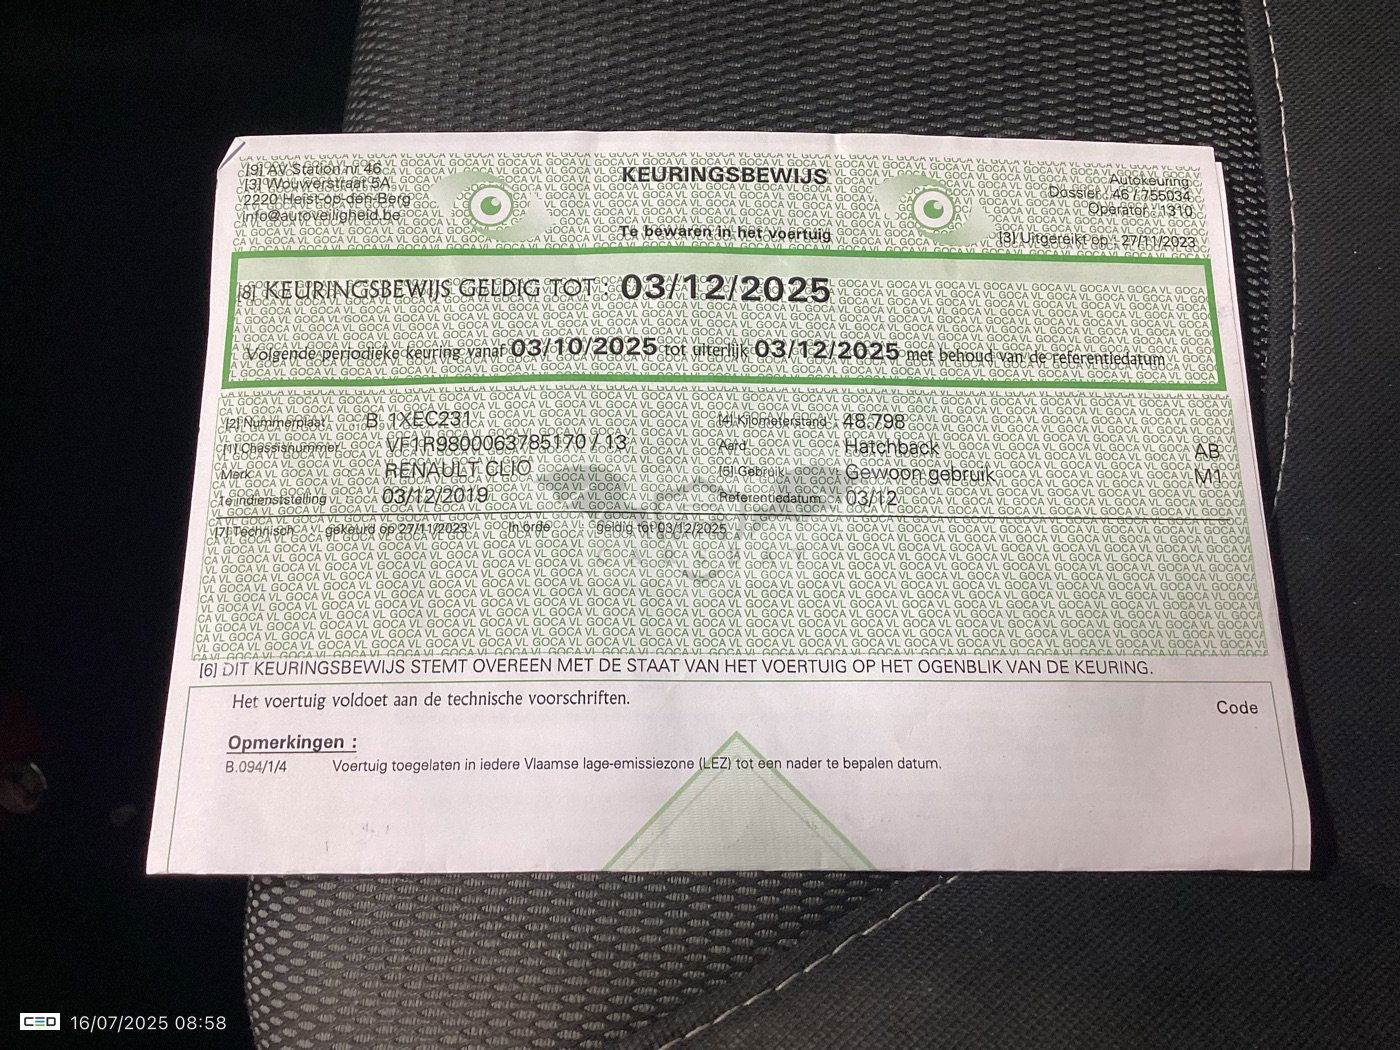 [9] AV Station nr 46
[3] Wouwerstraat 5A
2220 Heist-op-den-Berg
info@autoveiligheid.be
KEURINGSBEWIJS
Te bewaren in het voertuig
Autokeuring
Dossier : 46 / 755034
Operator : 1310
[3] Uitgereikt op : 27/11/2023
[8] KEURINGSBEWIJS GELDIG TOT : 03/12/2025
Volgende periodieke keuring vanaf 03/10/2025 tot uiterlijk 03/12/2025 met behoud van de referentiedatum
[2] Nummerplaat : B 1XEC231 [4] Kilometerstand : 48.798
[1] Chassisnummer VF1R9800063785170 / 13 Aard Hatchback AB
Merk RENAULT CLIO [5] Gebruik Gewoon gebruik M1
1e indienststelling 03/12/2019 Referentiedatum 03/12
[7] Technisch gekeurd op 27/11/2023 In orde Geldig tot 03/12/2025
[6] DIT KEURINGSBEWIJS STEMT OVEREEN MET DE STAAT VAN HET VOERTUIG OP HET OGENBLIK VAN DE KEURING.
Het voertuig voldoet aan de technische voorschriften.
Code
Opmerkingen :
B.094/1/4 Voertuig toegelaten in iedere Vlaamse lage-emissiezone (LEZ) tot een nader te bepalen datum.
CED 16/07/2025 08:58